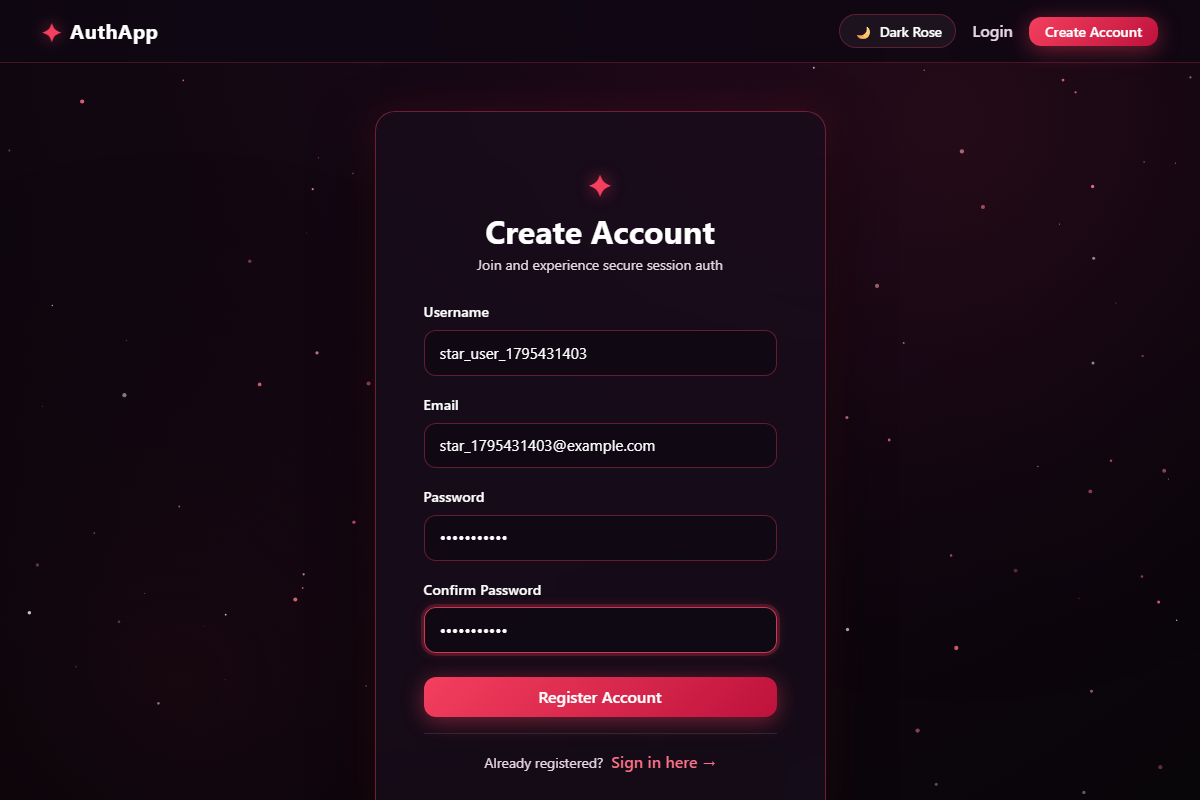 AuthApp
Dark Rose
Login
Create Account
Create Account
Join and experience secure session auth
Username
star_user_1795431403
Email
star_1795431403@example.com
Password
•••••••••••
Confirm Password
•••••••••••
Register Account
Already registered? Sign in here →